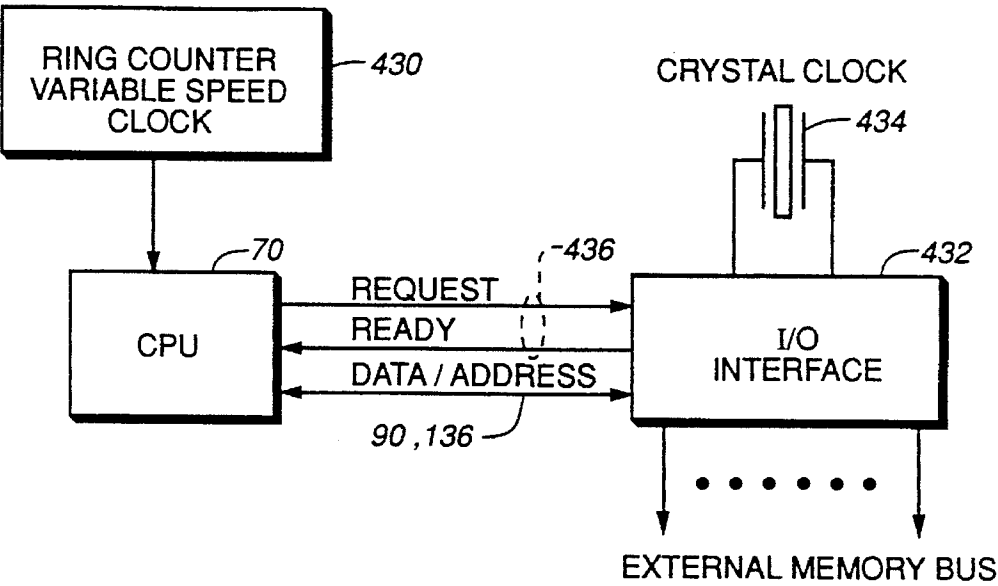 RING COUNTER
VARIABLE SPEED
CLOCK
430
CRYSTAL CLOCK
434
70
-436
432
REQUEST
CPU
READY
I/O
INTERFACE
DATA / ADDRESS
90 ,136
EXTERNAL MEMORY BUS